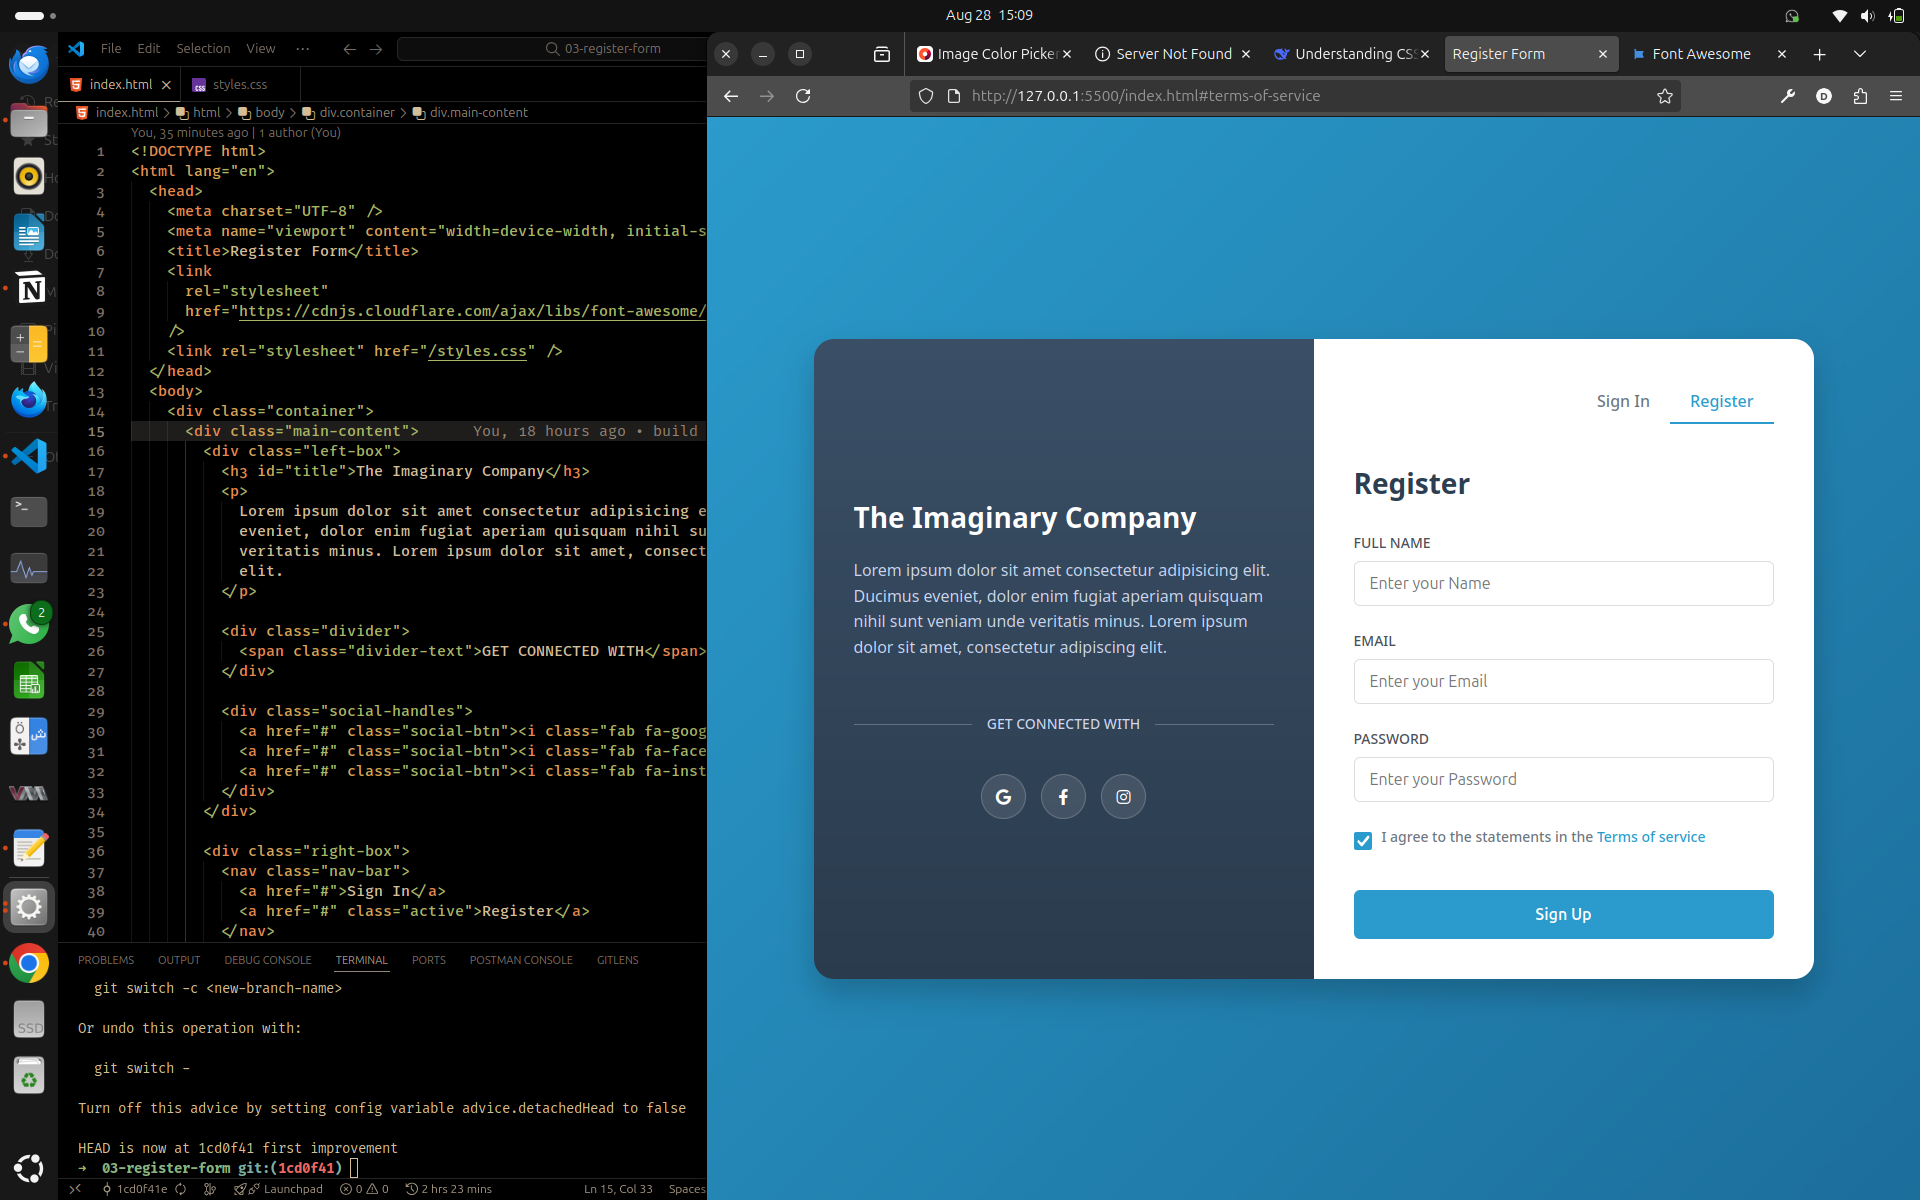 Aug 28 15:09
File Edit Selection View ...
03-register-form
index.html
styles.css
index.html > html > body > div.container > div.main-content
You, 35 minutes ago | 1 author (You)
1 <!DOCTYPE html>
2 <html lang="en">
3 <head>
4 <meta charset="UTF-8" />
5 <meta name="viewport" content="width=device-width, initial-s
6 <title>Register Form</title>
7 <link
8 rel="stylesheet"
9 href="https://cdnjs.cloudflare.com/ajax/libs/font-awesome/
10 />
11 <link rel="stylesheet" href="/styles.css" />
12 </head>
13 <body>
14 <div class="container">
15 <div class="main-content"> You, 18 hours ago • build
16 <div class="left-box">
17 <h3 id="title">The Imaginary Company</h3>
18 <p>
19 Lorem ipsum dolor sit amet consectetur adipisicing e
20 eveniet, dolor enim fugiat aperiam quisquam nihil su
21 veritatis minus. Lorem ipsum dolor sit amet, consect
22 elit.
23 </p>
24
25 <div class="divider">
26 <span class="divider-text">GET CONNECTED WITH</span>
27 </div>
28
29 <div class="social-handles">
30 <a href="#" class="social-btn"><i class="fab fa-goog
31 <a href="#" class="social-btn"><i class="fab fa-face
32 <a href="#" class="social-btn"><i class="fab fa-inst
33 </div>
34 </div>
35
36 <div class="right-box">
37 <nav class="nav-bar">
38 <a href="#">Sign In</a>
39 <a href="#" class="active">Register</a>
40 </nav>
PROBLEMS OUTPUT DEBUG CONSOLE TERMINAL PORTS POSTMAN CONSOLE GITLENS
git switch -c <new-branch-name>
Or undo this operation with:
git switch -
Turn off this advice by setting config variable advice.detachedHead to false
HEAD is now at 1cd0f41 first improvement
➜ 03-register-form git:(1cd0f41)
1cd0f41e Launchpad 0 0 2 hrs 23 mins Ln 15, Col 33 Spaces
2
SSD
Image Color Picker
Server Not Found
Understanding CS
Register Form
Font Awesome
http://127.0.0.1:5500/index.html#terms-of-service
D
The Imaginary Company
Lorem ipsum dolor sit amet consectetur adipisicing elit.
Ducimus eveniet, dolor enim fugiat aperiam quisquam
nihil sunt veniam unde veritatis minus. Lorem ipsum
dolor sit amet, consectetur adipiscing elit.
GET CONNECTED WITH
Sign In
Register
Register
FULL NAME
Enter your Name
EMAIL
Enter your Email
PASSWORD
Enter your Password
I agree to the statements in the Terms of service
Sign Up